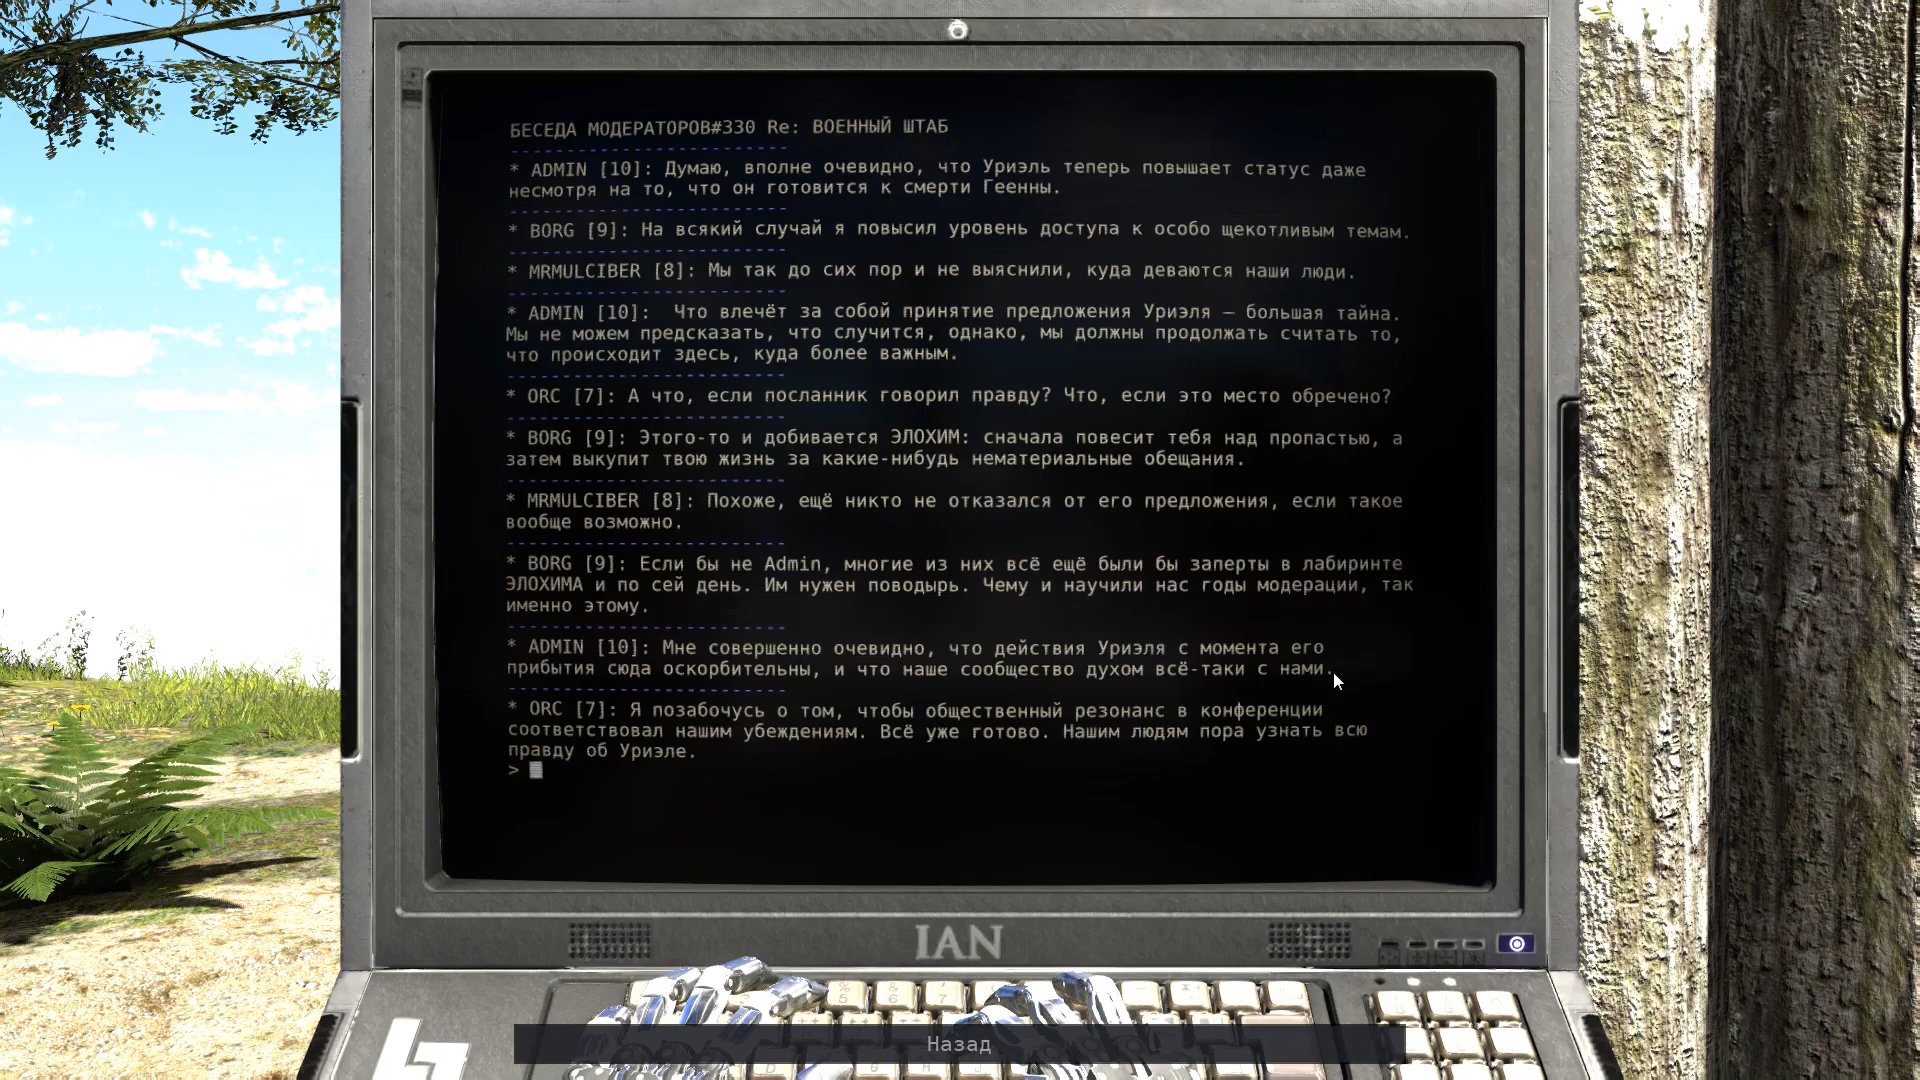 БЕСЕДА МОДЕРАТОРОВ#330 Re: ВОЕННЫЙ ШТАБ
-------------------------
* ADMIN [10]: Думаю, вполне очевидно, что Уриэль теперь повышает статус даже
несмотря на то, что он готовится к смерти Геенны.
-------------------------
* BORG [9]: На всякий случай я повысил уровень доступа к особо щекотливым темам.
-------------------------
* MRMULCIBER [8]: Мы так до сих пор и не выяснили, куда деваются наши люди.
-------------------------
* ADMIN [10]:  Что влечёт за собой принятие предложения Уриэля — большая тайна.
Мы не можем предсказать, что случится, однако, мы должны продолжать считать то,
что происходит здесь, куда более важным.
-------------------------
* ORC [7]: А что, если посланник говорил правду? Что, если это место обречено?
-------------------------
* BORG [9]: Этого-то и добивается ЭЛОХИМ: сначала повесит тебя над пропастью, а
затем выкупит твою жизнь за какие-нибудь нематериальные обещания.
-------------------------
* MRMULCIBER [8]: Похоже, ещё никто не отказался от его предложения, если такое
вообще возможно.
-------------------------
* BORG [9]: Если бы не Admin, многие из них всё ещё были бы заперты в лабиринте
ЭЛОХИМА и по сей день. Им нужен поводырь. Чему и научили нас годы модерации, так
именно этому.
-------------------------
* ADMIN [10]: Мне совершенно очевидно, что действия Уриэля с момента его
прибытия сюда оскорбительны, и что наше сообщество духом всё-таки с нами.
-------------------------
* ORC [7]: Я позабочусь о том, чтобы общественный резонанс в конференции
соответствовал нашим убеждениям. Всё уже готово. Нашим людям пора узнать всю
правду об Уриэле.
>
IAN
Назад